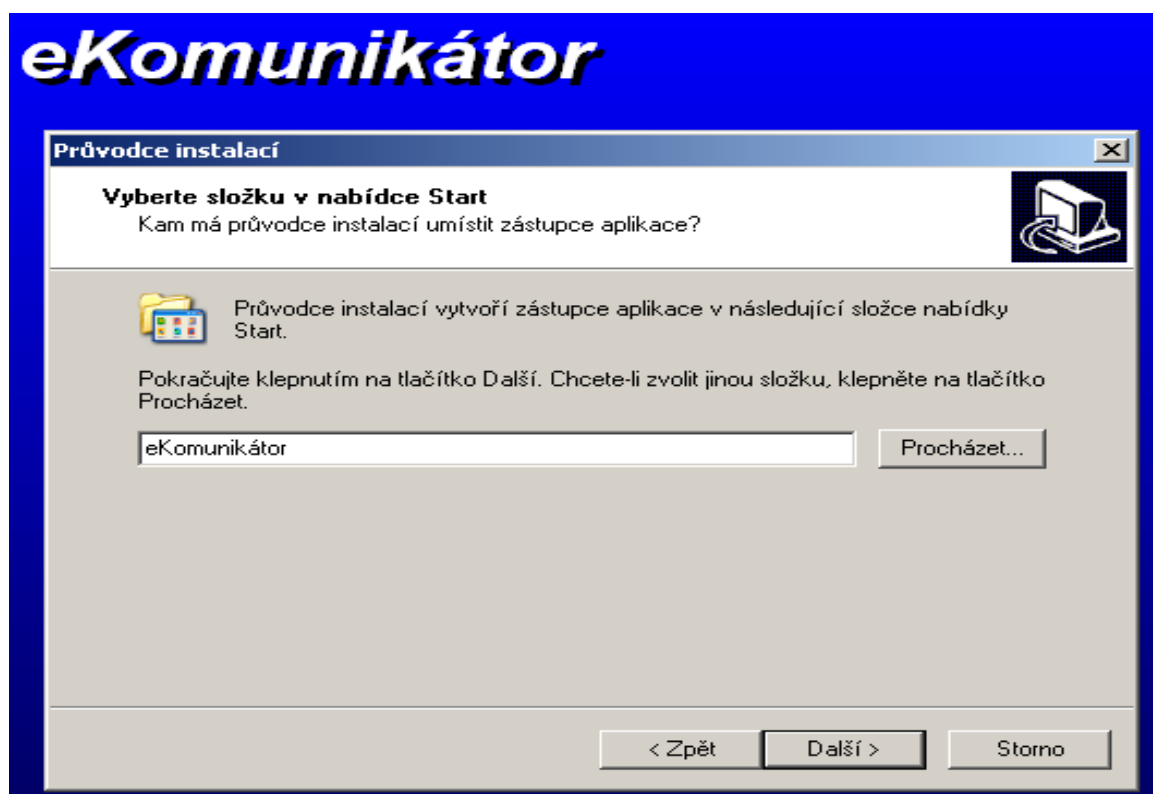 eKomunikátor
Průvodce instalací
Vyberte složku v nabídce Start
Kam má průvodce instalací umístit zástupce aplikace?
Průvodce instalací vytvoří zástupce aplikace v následující složce nabídky
Start.
Pokračujte klepnutím na tlačítko Další. Chcete-li zvolit jinou složku, klepněte na tlačítko
Procházet.
eKomunikátor
Procházet...
< Zpět
Další >
Storno